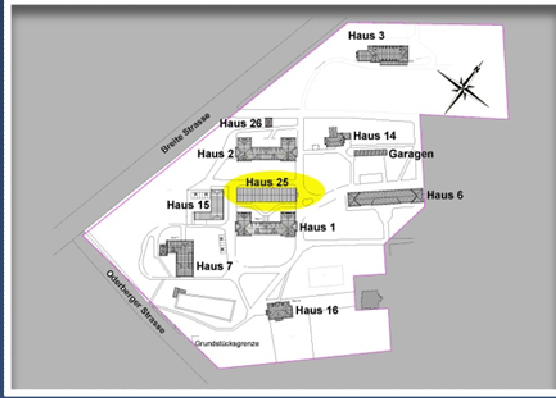 Haus 3
Haus 26
Haus 14
Breite Strasse
Haus 2
Garagen
Haus 25
Haus 15
Haus 6
Haus 1
Haus 7
Oderberger Strasse
Haus 16
Grundstücksgrenze